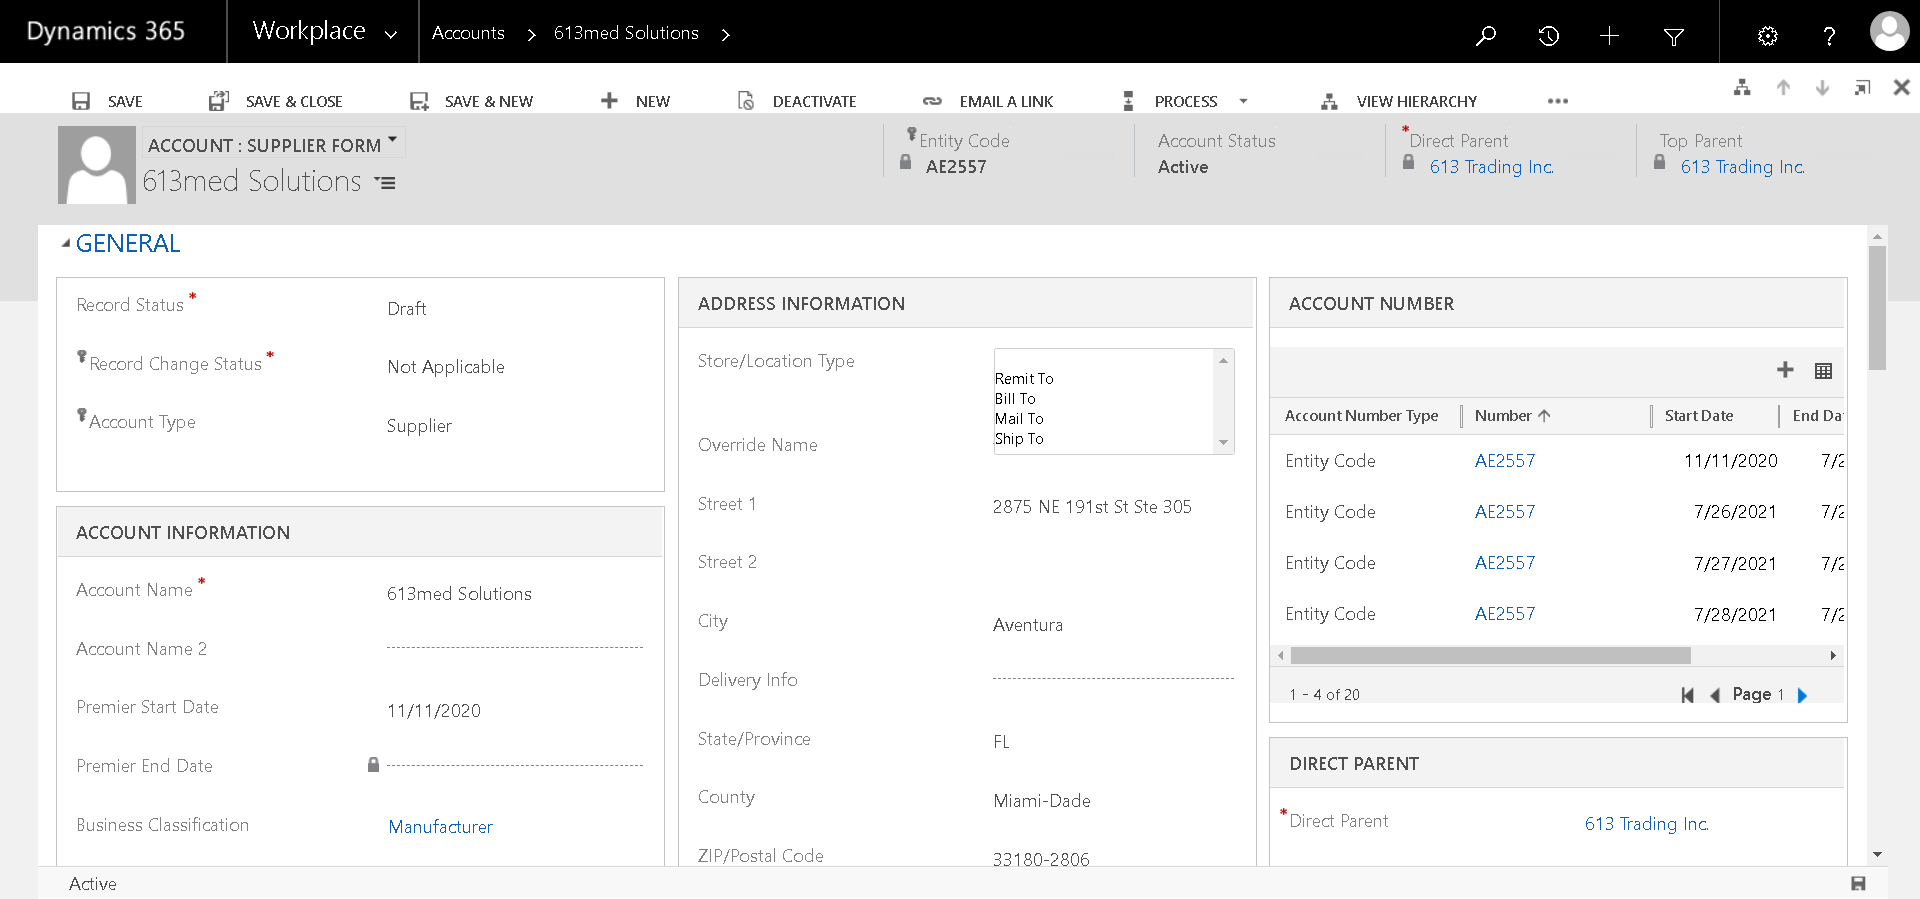 Dynamics 365
Workplace
Accounts
613med Solutions
?
SAVE
SAVE & CLOSE
SAVE & NEW
NEW
DEACTIVATE
EMAIL A LINK
PROCESS
VIEW HIERARCHY
ACCOUNT : SUPPLIER FORM
613med Solutions
Entity Code
AE2557
Account Status
Active
*Direct Parent
613 Trading Inc.
Top Parent
613 Trading Inc.
GENERAL
Record Status *
Draft
Record Change Status *
Not Applicable
Account Type
Supplier
ACCOUNT INFORMATION
Account Name *
613med Solutions
Account Name 2
Premier Start Date
11/11/2020
Premier End Date
Business Classification
Manufacturer
ADDRESS INFORMATION
Store/Location Type
Remit To
Bill To
Mail To
Ship To
Override Name
Street 1
2875 NE 191st St Ste 305
Street 2
City
Aventura
Delivery Info
State/Province
FL
County
Miami-Dade
ZIP/Postal Code
33180-2806
ACCOUNT NUMBER
Account Number Type Number Start Date End Da
Entity Code AE2557 11/11/2020 7/2
Entity Code AE2557 7/26/2021 7/2
Entity Code AE2557 7/27/2021 7/2
Entity Code AE2557 7/28/2021 7/2
1 - 4 of 20
Page 1
DIRECT PARENT
*Direct Parent
613 Trading Inc.
Active